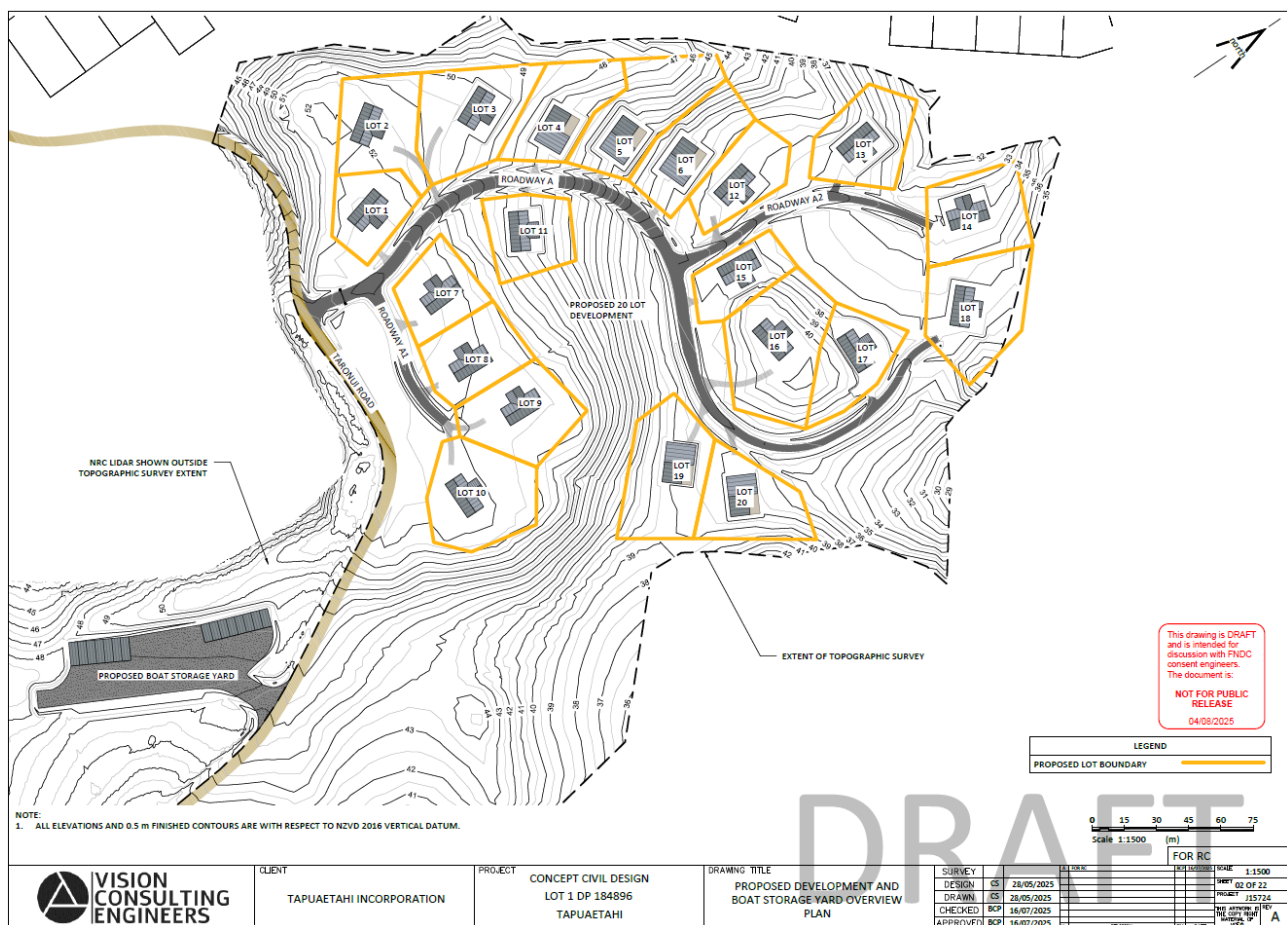 north
LOT 2
LOT 3
LOT 4
LOT
5
LOT
6
LOT
12
LOT
13
LOT
14
LOT 1
ROADWAY A
ROADWAY A2
LOT 11
LOT 7
LOT
15
LOT
18
PROPOSED 20 LOT
DEVELOPMENT
LOT
16
LOT
17
ROADWAY A1
TARONUI ROAD
LOT 8
LOT 9
LOT 10
LOT
19
LOT
20
NRC LIDAR SHOWN OUTSIDE
TOPOGRAPHIC SURVEY EXTENT
EXTENT OF TOPOGRAPHIC SURVEY
PROPOSED BOAT STORAGE YARD
This drawing is DRAFT
and is intended for
discussion with FNDC
consent engineers.
The document is:
NOT FOR PUBLIC
RELEASE
04/08/2025
LEGEND
PROPOSED LOT BOUNDARY
DRAFT
0 15 30 45 60 75
Scale 1:1500 (m)
FOR RC
NOTE:
1. ALL ELEVATIONS AND 0.5 m FINISHED CONTOURS ARE WITH RESPECT TO NZVD 2016 VERTICAL DATUM.
VISION
CONSULTING
ENGINEERS
CLIENT
TAPUAETAHI INCORPORATION
PROJECT
CONCEPT CIVIL DESIGN
LOT 1 DP 184896
TAPUAETAHI
DRAWING TITLE
PROPOSED DEVELOPMENT AND
BOAT STORAGE YARD OVERVIEW
PLAN
SURVEY
DESIGN CS 28/05/2025
DRAWN CS 28/05/2025
CHECKED BCP 16/07/2025
APPROVED BCP 16/07/2025
SCALE 1:1500
SHEET 02 OF 22
PROJECT J15724
REV
A